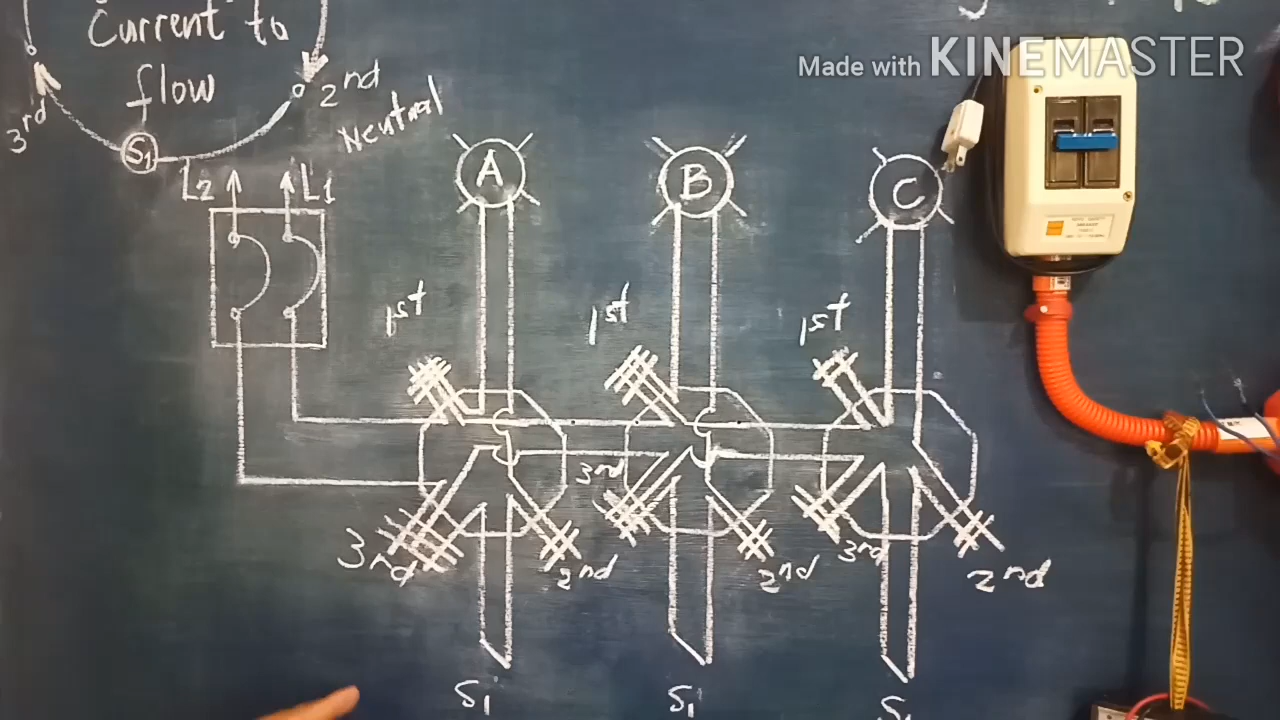 Current to
flow
3rd
2nd
Neutral
S1
L2
L1
Made with KINEMASTER
A
B
C
1st
1st
1st
3rd
2nd
3rd
2nd
3rd
2nd
S1
S1
S1